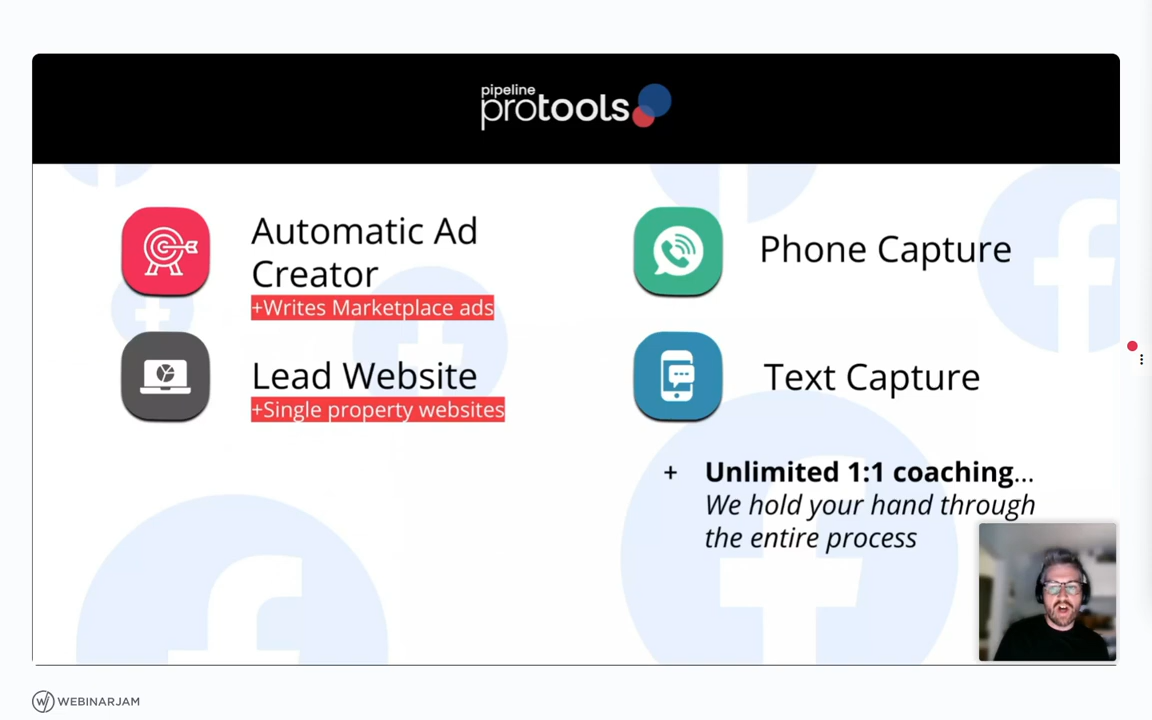 pipeline
protools
Automatic Ad
Creator
+Writes Marketplace ads
Lead Website
+Single property websites
Phone Capture
Text Capture
+ Unlimited 1:1 coaching...
We hold your hand through
the entire process
WEBINARJAM